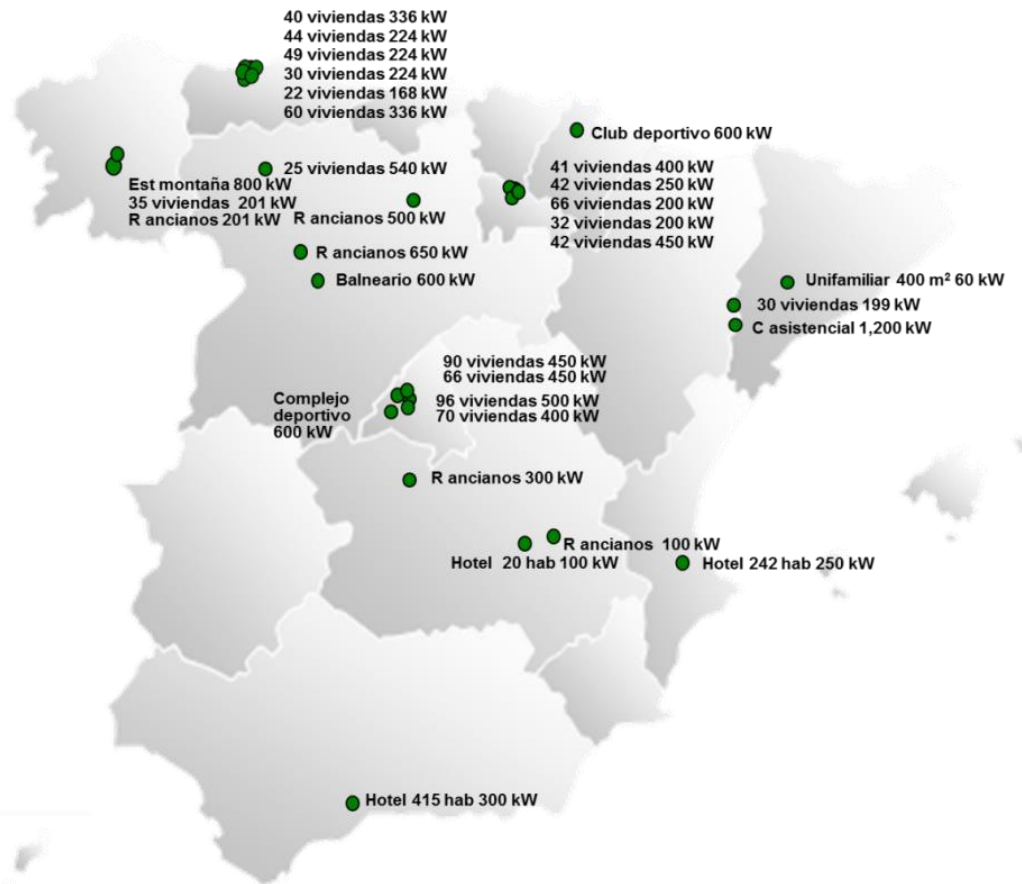 40 viviendas 336 kW
44 viviendas 224 kW
49 viviendas 224 kW
30 viviendas 224 kW
22 viviendas 168 kW
60 viviendas 336 kW
Club deportivo 600 kW
25 viviendas 540 kW
41 viviendas 400 kW
42 viviendas 250 kW
66 viviendas 200 kW
32 viviendas 200 kW
42 viviendas 450 kW
Est montaña 800 kW
35 viviendas 201 kW
R ancianos 201 kW
R ancianos 500 kW
R ancianos 650 kW
Balneario 600 kW
Unifamiliar 400 m² 60 kW
30 viviendas 199 kW
C asistencial 1,200 kW
90 viviendas 450 kW
66 viviendas 450 kW
96 viviendas 500 kW
70 viviendas 400 kW
Complejo
deportivo
600 kW
R ancianos 300 kW
R ancianos 100 kW
Hotel 20 hab 100 kW
Hotel 242 hab 250 kW
Hotel 415 hab 300 kW